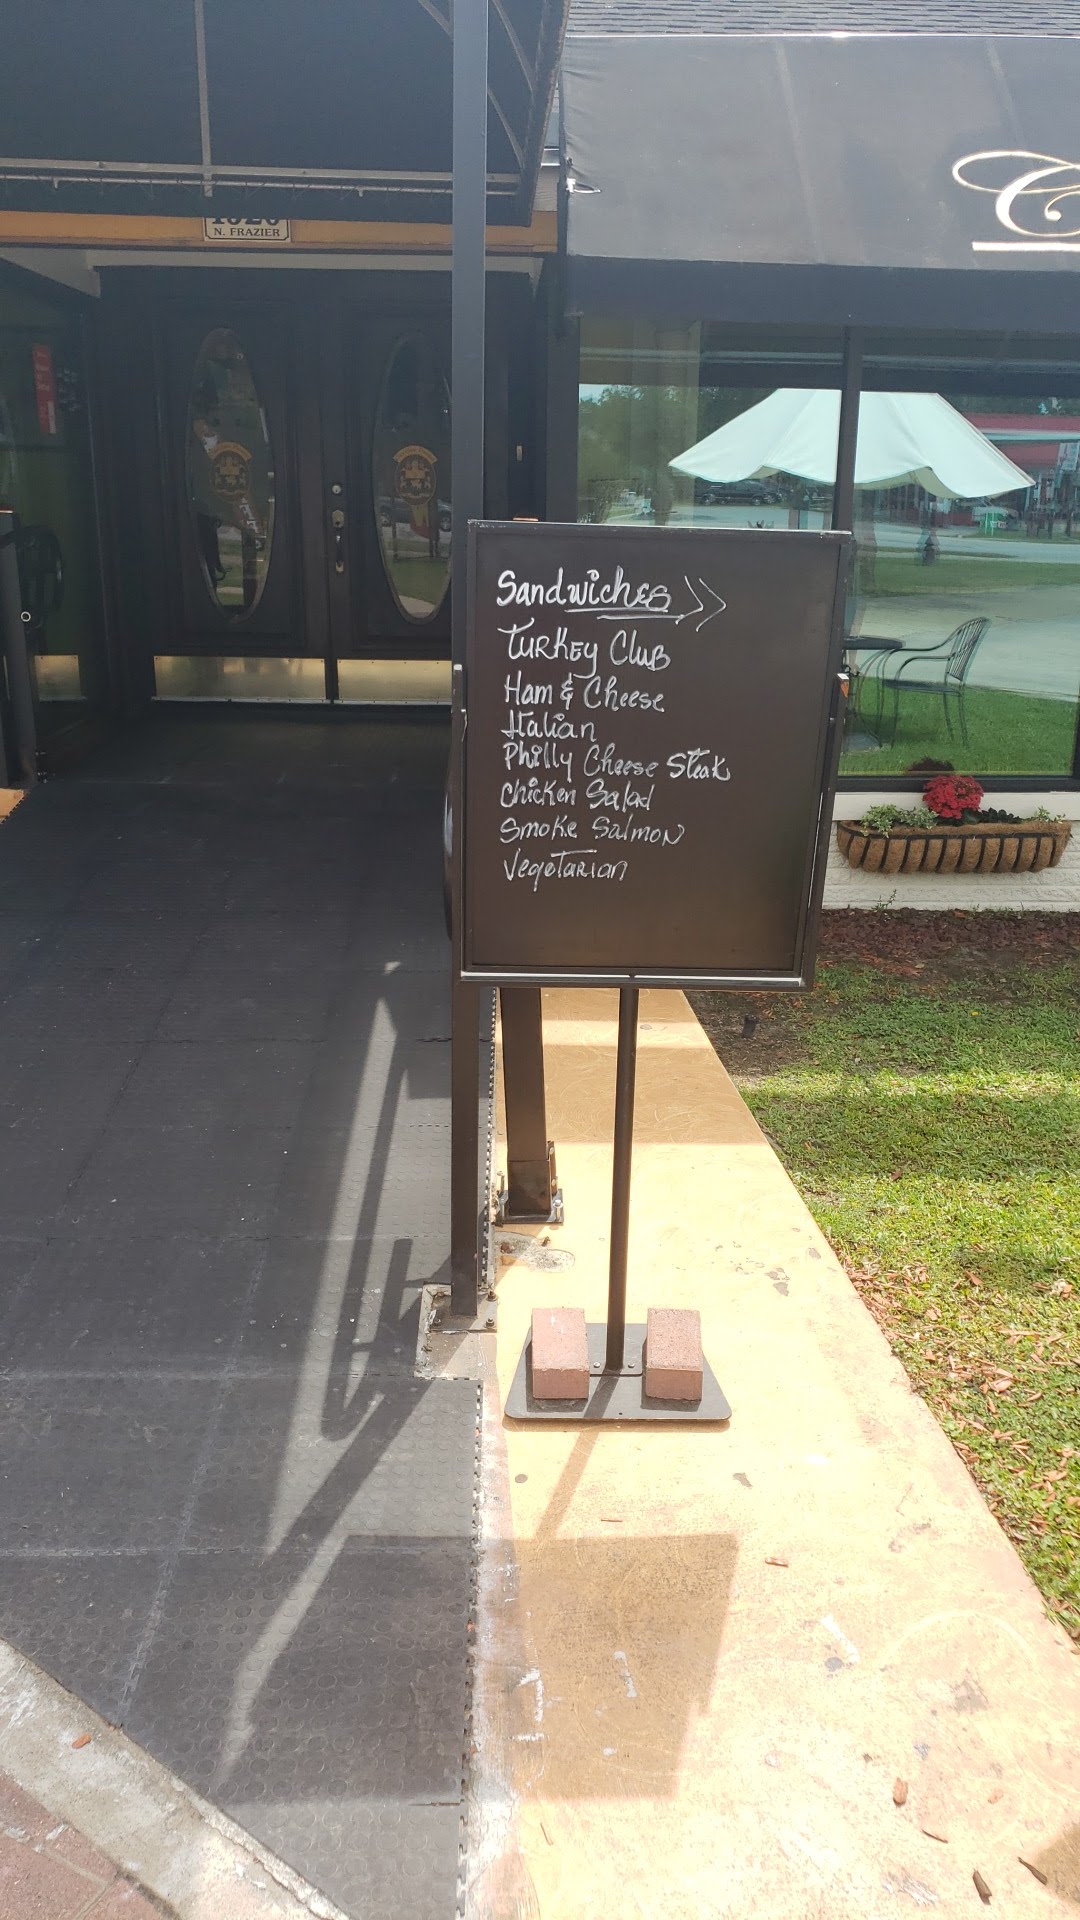 N. FRAZIER
Sandwiches >>
Turkey Club
Ham & Cheese
Italian
Philly Cheese Steak
Chicken Salad
Smoke Salmon
Vegetarian